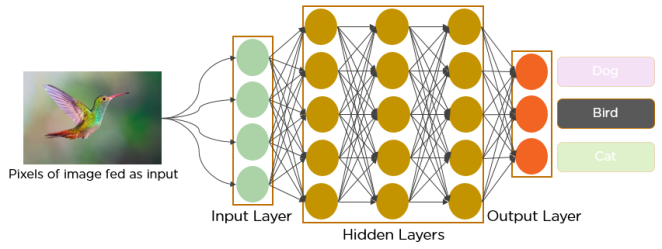 Dog
Bird
Cat
Pixels of image fed as input
Input Layer
Hidden Layers
Output Layer